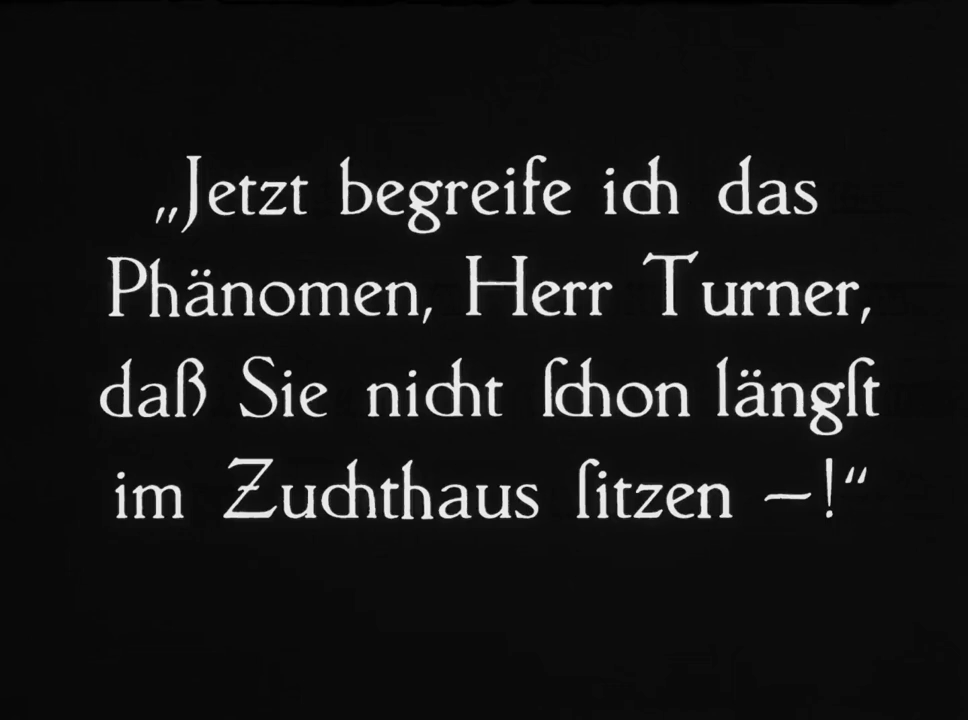 „Jetzt begreife ich das
Phänomen, Herr Turner,
daß Sie nicht ſchon längſt
im Zuchthaus ſitzen —!“